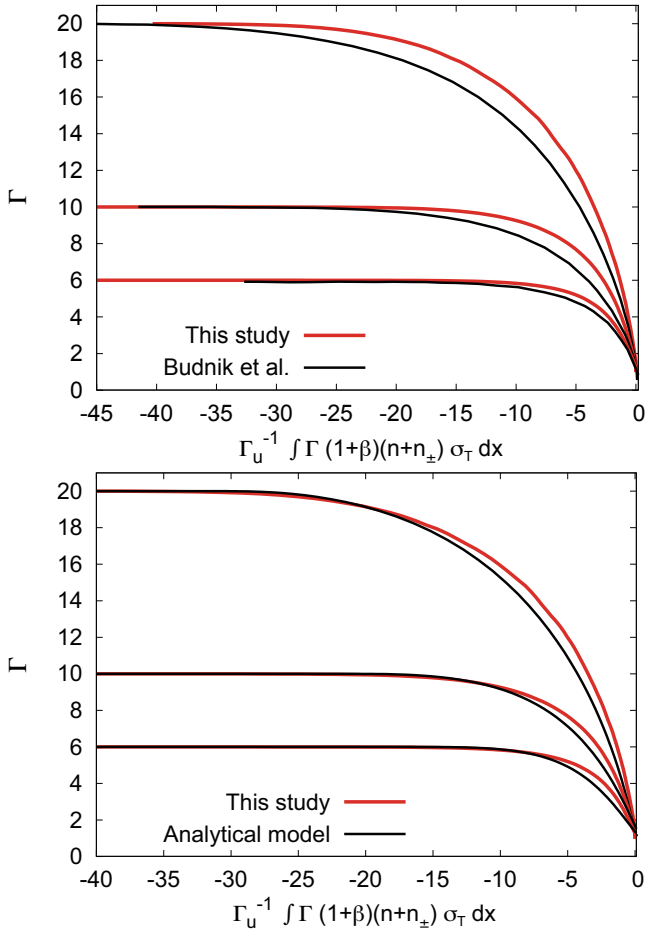 20
18
16
14
12
Γ
10
8
6
4
This study
Budnik et al.
2
0
-45 -40 -35 -30 -25 -20 -15 -10 -5 0
Γu⁻¹ ∫ Γ (1+β)(n+n±) σT dx
20
18
16
14
12
Γ
10
8
6
4
This study
Analytical model
2
0
-40 -35 -30 -25 -20 -15 -10 -5 0
Γu⁻¹ ∫ Γ (1+β)(n+n±) σT dx